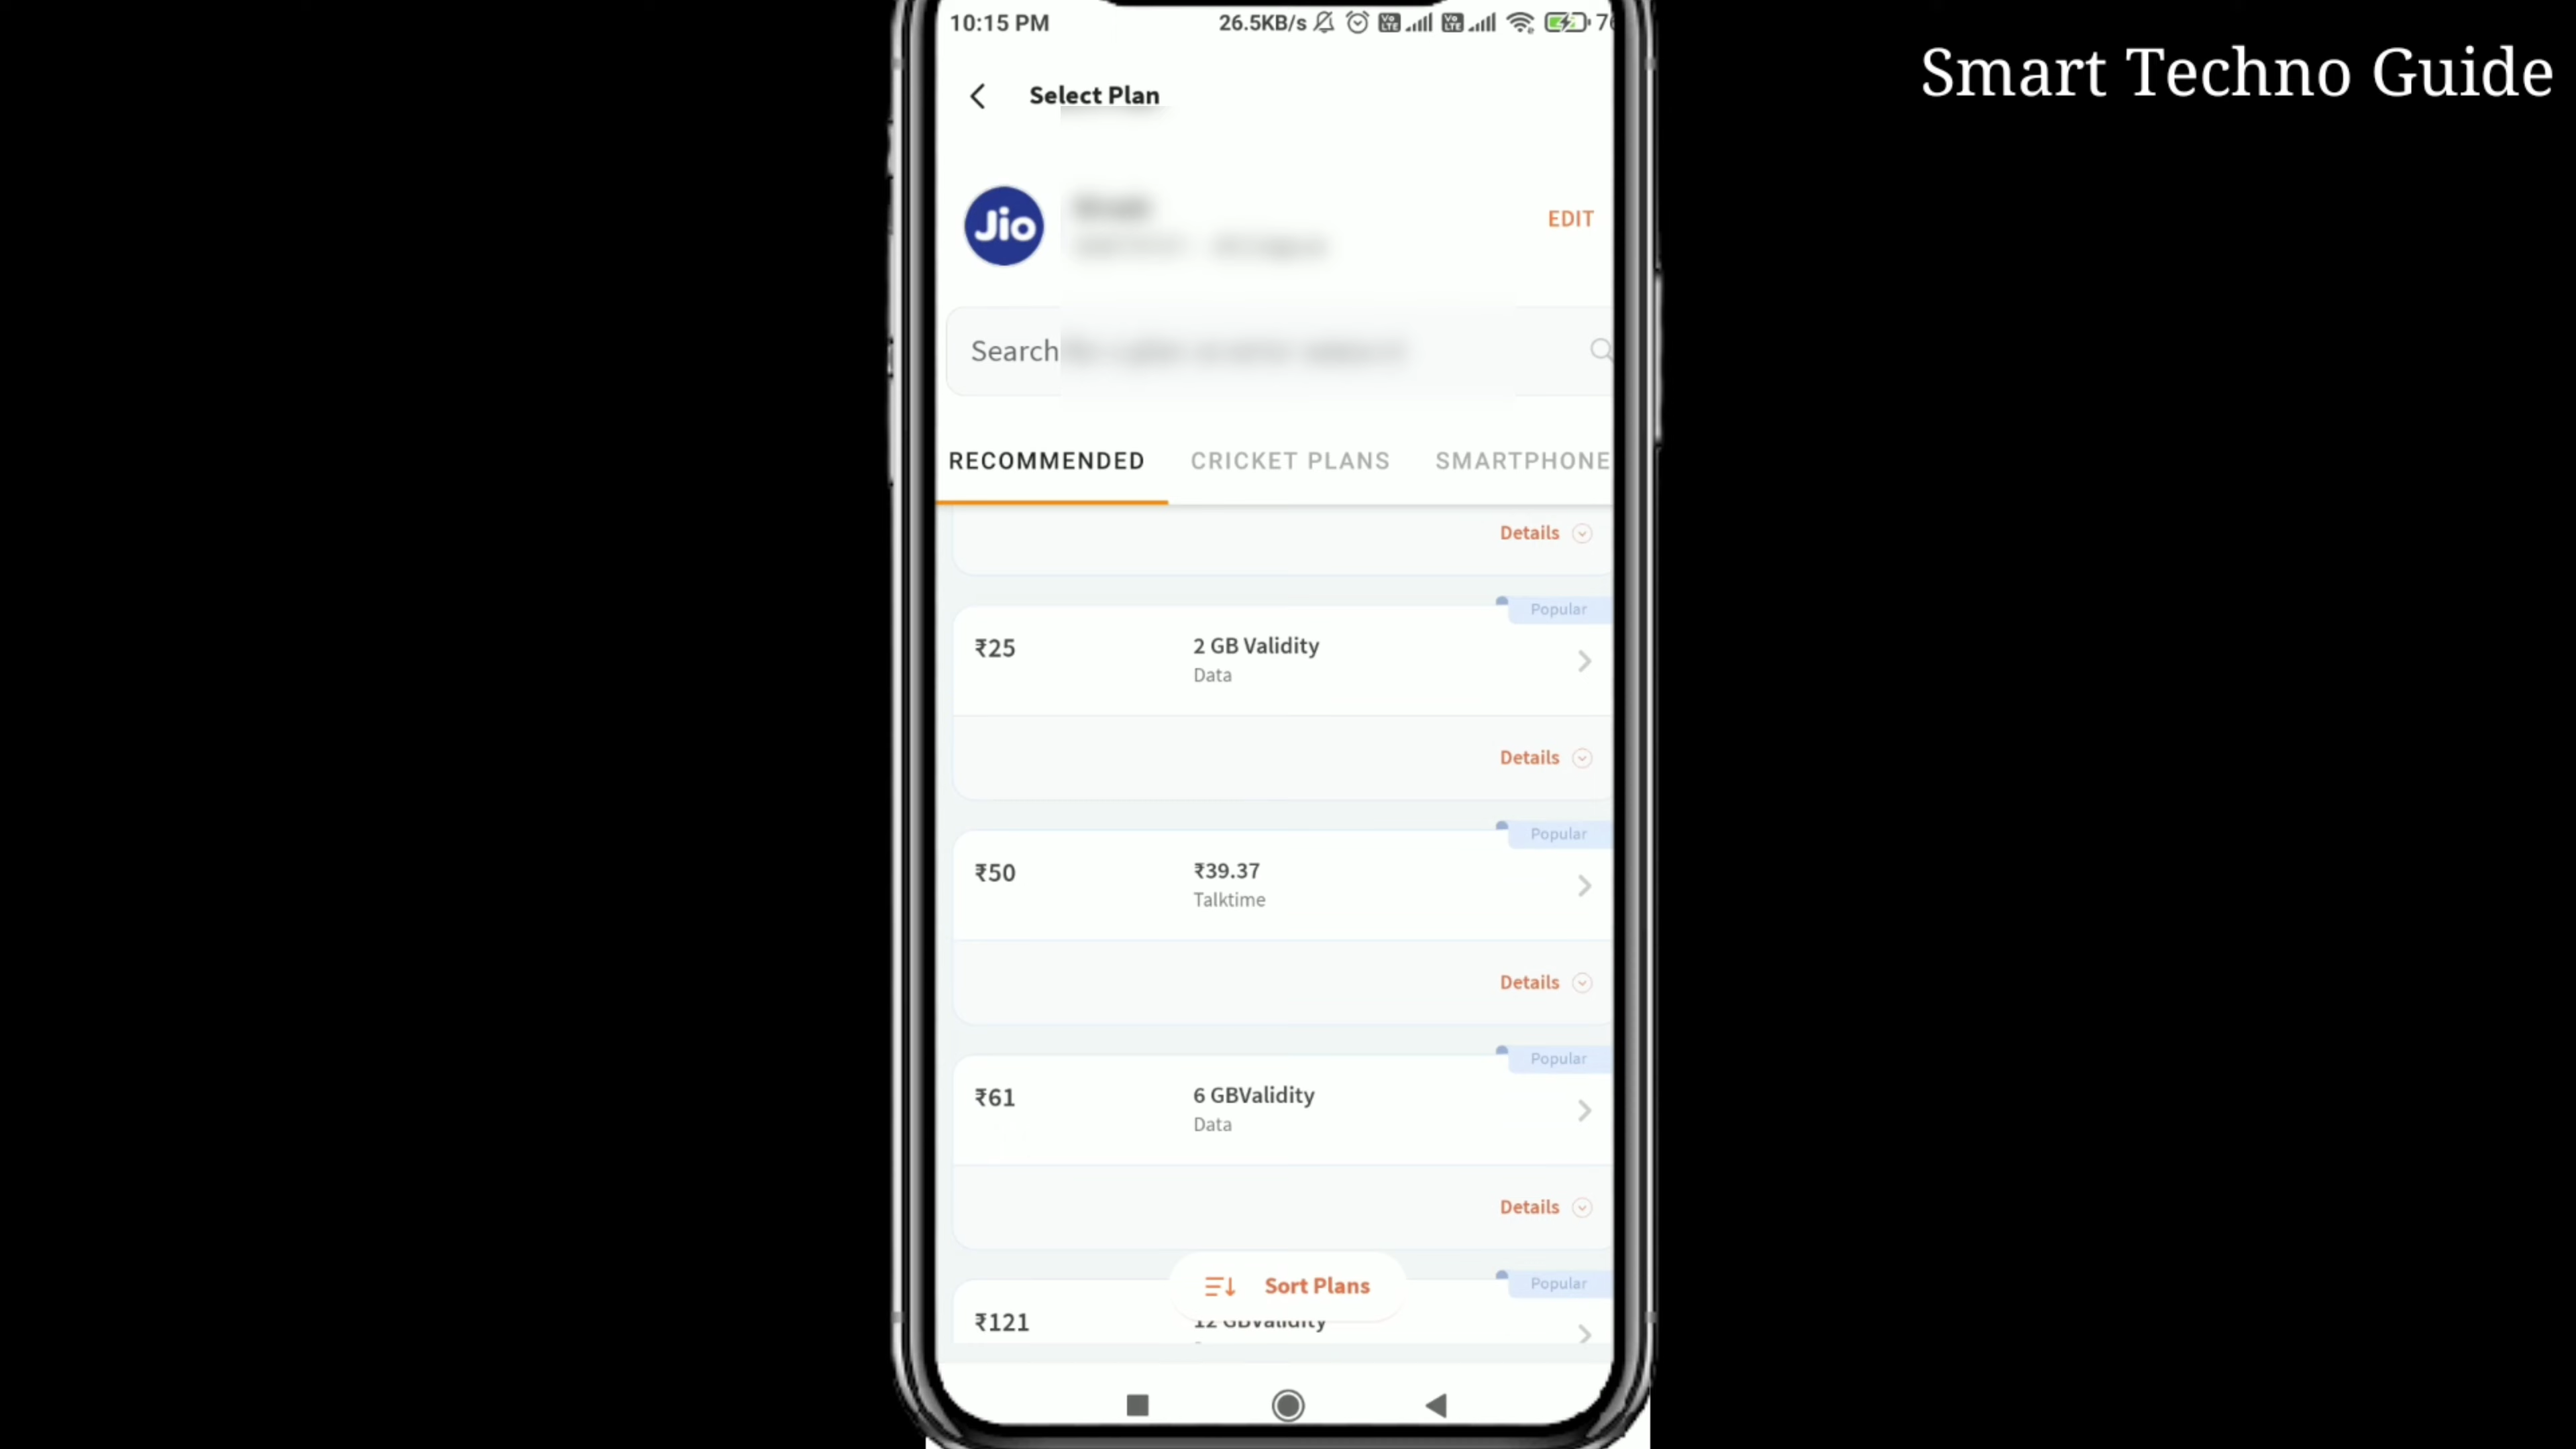 10:15 PM 26.5KB/s
Smart Techno Guide
Select Plan
Jio
EDIT
Search
RECOMMENDED CRICKET PLANS SMARTPHONE
Details
Popular
₹25 2 GB Validity
Data
Details
Popular
₹50 ₹39.37
Talktime
Details
Popular
₹61 6 GBValidity
Data
Details
Popular
Sort Plans
₹121 12 GBValidity